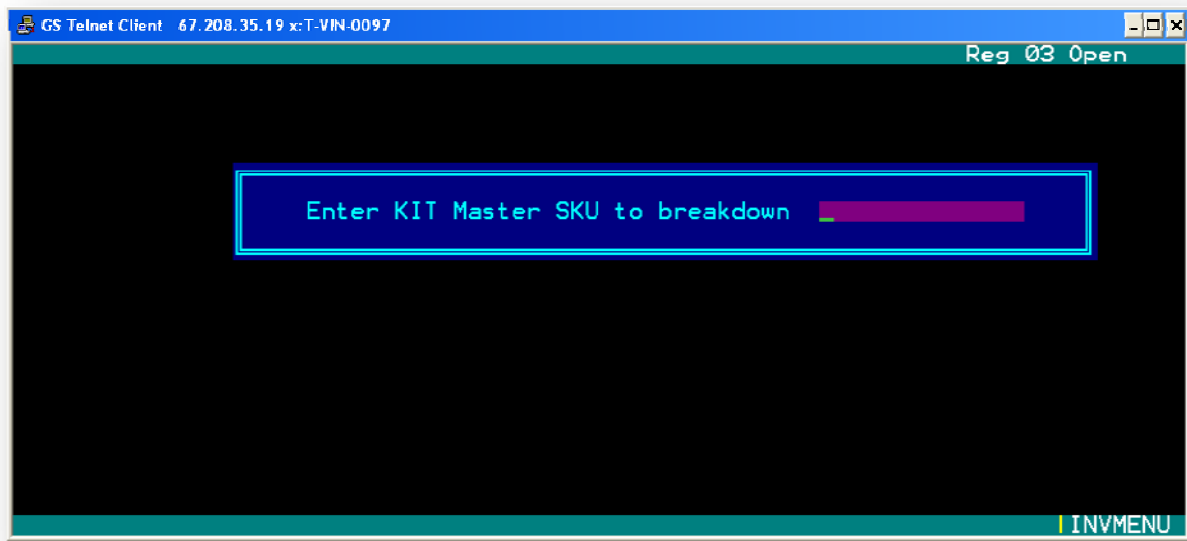 GS Telnet Client 67.208.35.19 x:T-VIN-0097
Reg 03 Open
Enter KIT Master SKU to breakdown
INVMENU